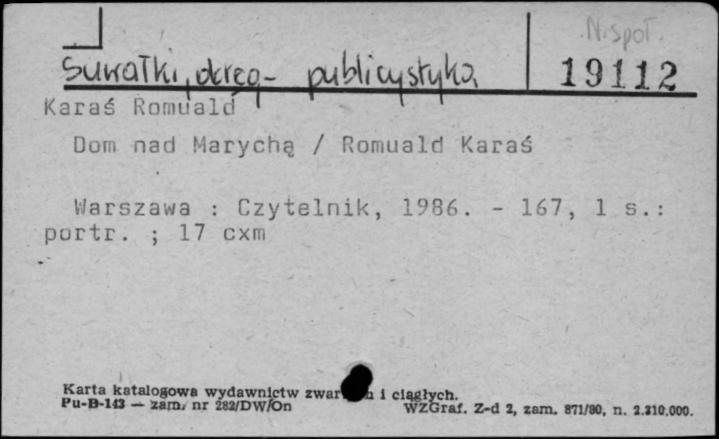 N. społ.
Suwałki, okręg - publicystyka
19112
Karaś Romuald
Dom nad Marychą / Romuald Karaś
Warszawa : Czytelnik, 1986. - 167, 1 s.:
portr. ; 17 cxm
Karta katalogowa wydawnictw i ciągłych.
Pu-B-143 — zam. nr 282/DW/On
WZGraf. Z-d 2, zam. 871/80, n. 2.310.000.